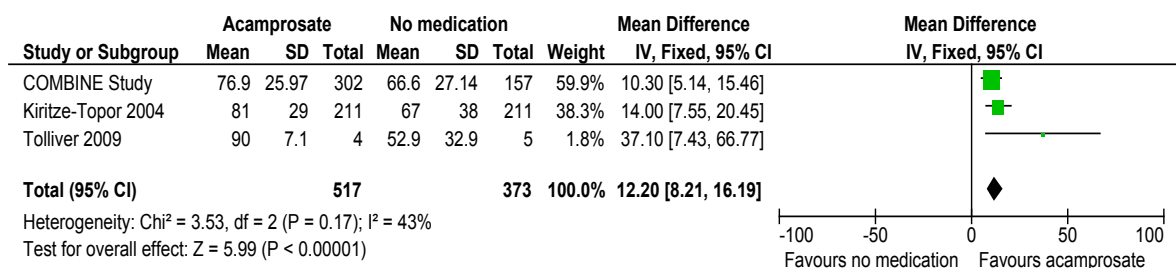 Acamprosate No medication Mean Difference Mean Difference
Study or Subgroup Mean SD Total Mean SD Total Weight IV, Fixed, 95% CI IV, Fixed, 95% CI
COMBINE Study 76.9 25.97 302 66.6 27.14 157 59.9% 10.30 [5.14, 15.46]
Kiritze-Topor 2004 81 29 211 67 38 211 38.3% 14.00 [7.55, 20.45]
Tolliver 2009 90 7.1 4 52.9 32.9 5 1.8% 37.10 [7.43, 66.77]
Total (95% CI) 517 373 100.0% 12.20 [8.21, 16.19]
Heterogeneity: Chi² = 3.53, df = 2 (P = 0.17); I² = 43%
Test for overall effect: Z = 5.99 (P < 0.00001)
-100 -50 0 50 100
Favours no medication Favours acamprosate